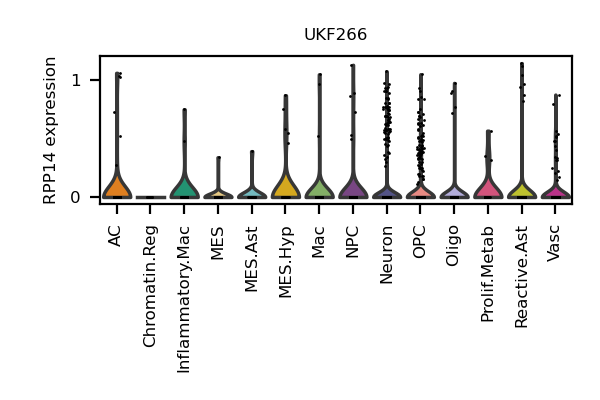 UKF266
RPP14 expression
1
0
AC
Chromatin.Reg
Inflammatory.Mac
MES
MES.Ast
MES.Hyp
Mac
NPC
Neuron
OPC
Oligo
Prolif.Metab
Reactive.Ast
Vasc